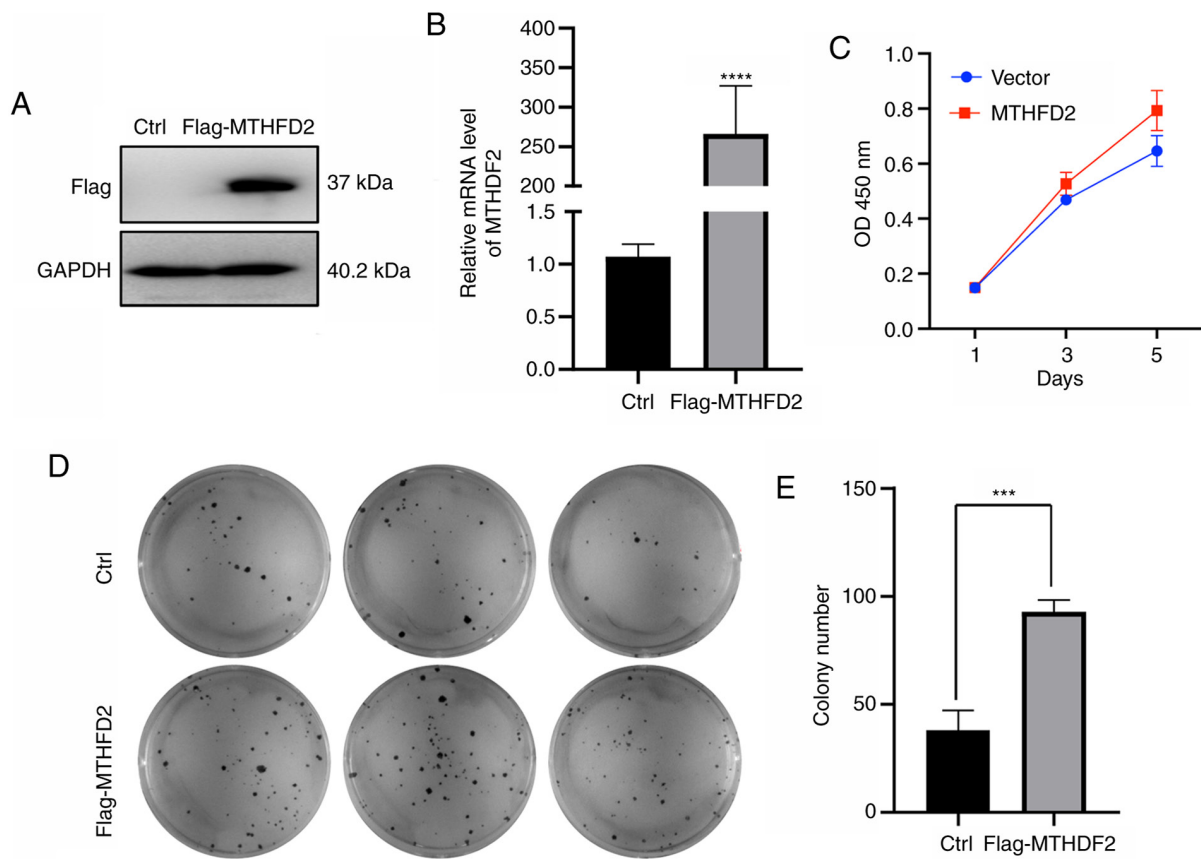 A
Ctrl Flag-MTHFD2
Flag
37 kDa
GAPDH
40.2 kDa
B
Relative mRNA level
of MTHDF2
400
350
300
250
200
1.5
1.0
0.5
0.0
****
Ctrl Flag-MTHFD2
C
OD 450 nm
1.0
0.8
0.6
0.4
0.2
0.0
Vector
MTHFD2
1 3 5
Days
D
Ctrl
Flag-MTHFD2
E
Colony number
150
100
50
0
***
Ctrl Flag-MTHDF2